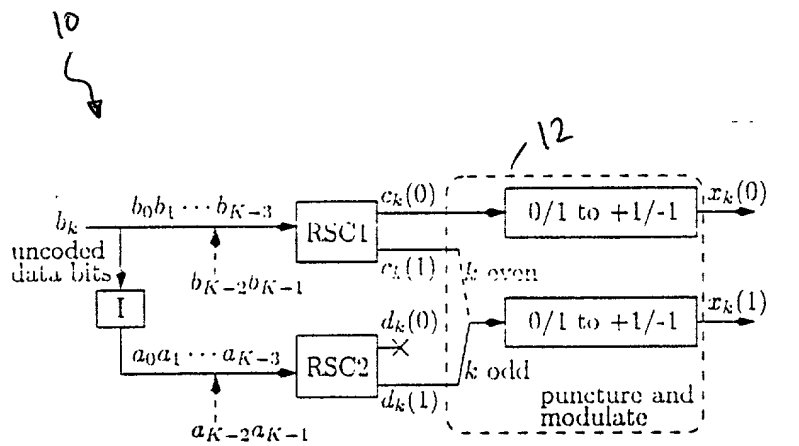 10
12
b₀b₁ ⋯ b_{K−3}
c_k(0)
x_k(0)
b_k
RSC1
0/1 to +1/-1
uncoded
data bits
c_k(1)
k even
b_{K−2}b_{K−1}
I
d_k(0)
x_k(1)
0/1 to +1/-1
a₀a₁ ⋯ a_{K−3}
RSC2
k odd
d_k(1)
puncture and
modulate
a_{K−2}a_{K−1}